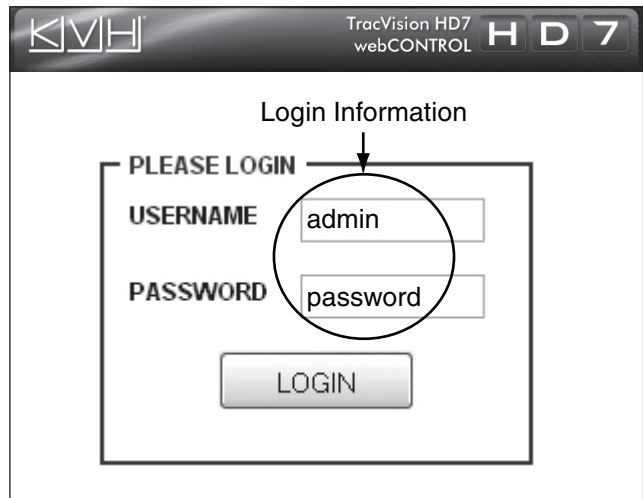 KVH
TracVision HD7
webCONTROL
HD7
Login Information
PLEASE LOGIN
USERNAME
admin
PASSWORD
password
LOGIN